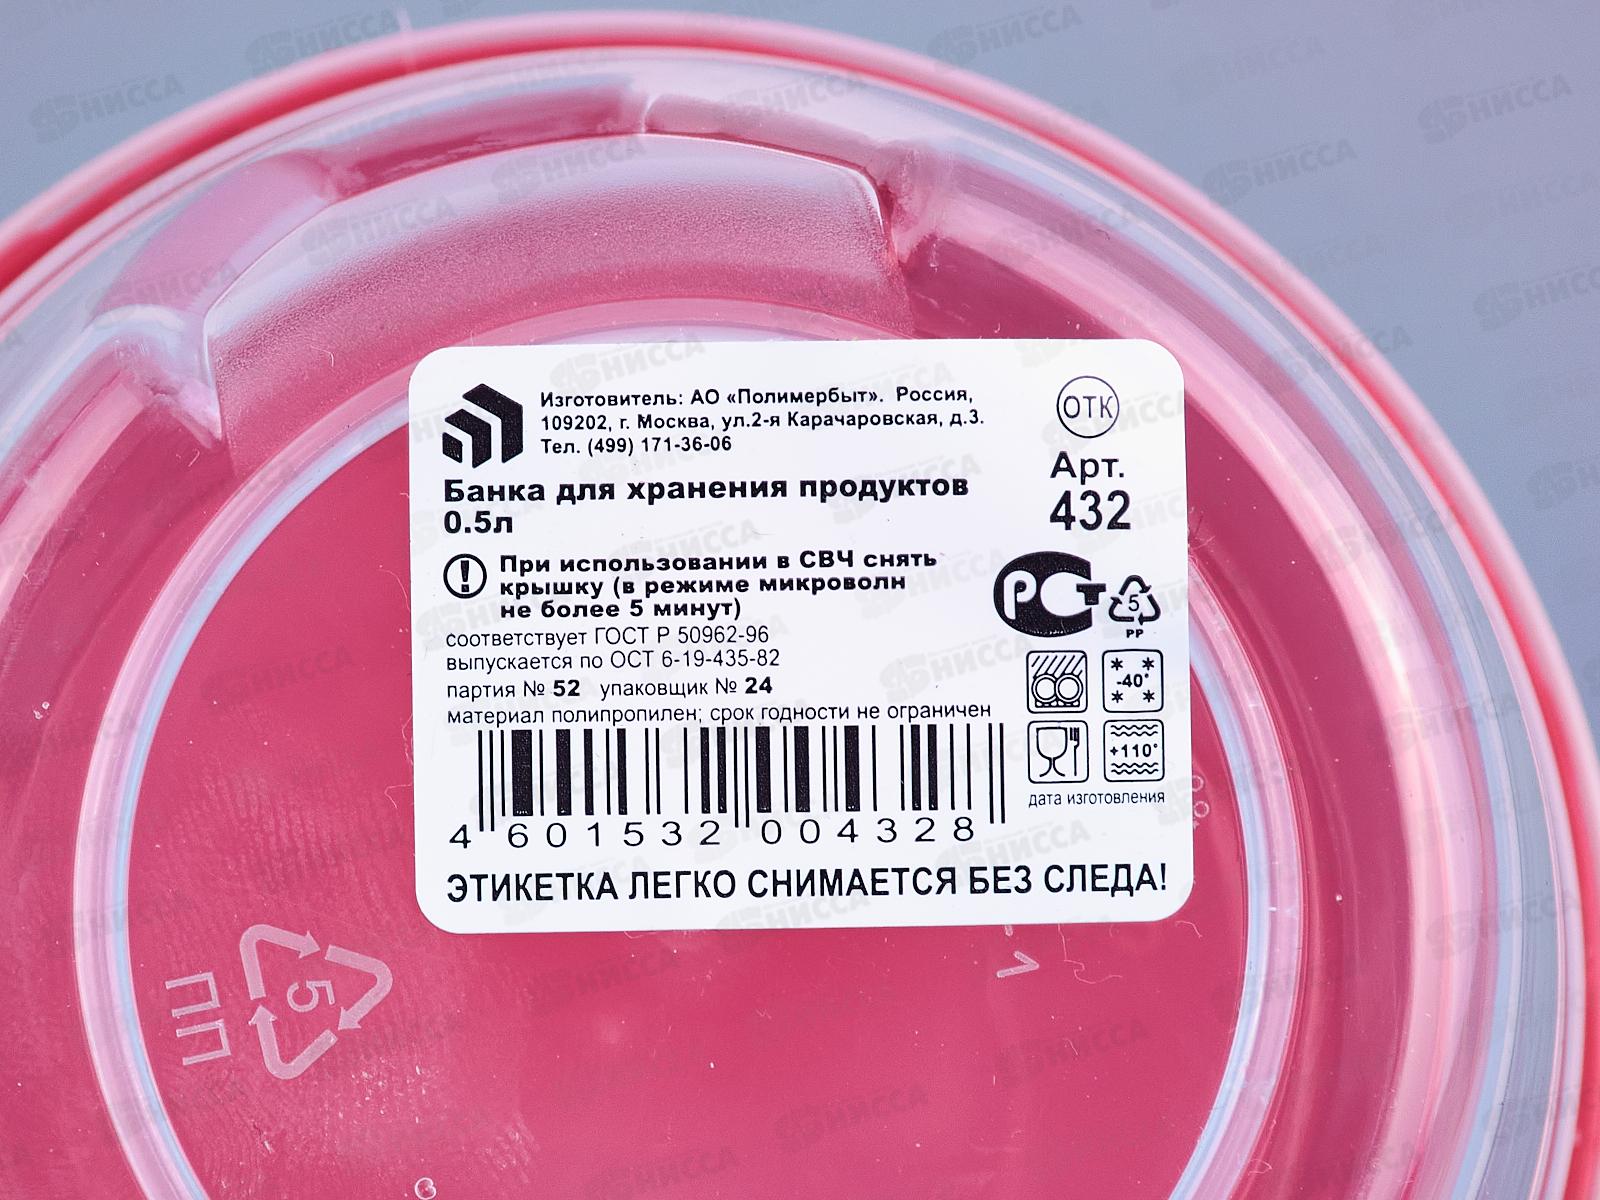 Изготовитель: АО «Полимербыт». Россия,
109202, г. Москва, ул.2-я Карачаровская, д.3.
Тел. (499) 171-36-06
ОТК
Арт.
432
Банка для хранения продуктов
0.5л
При использовании в СВЧ снять
крышку (в режиме микроволн
не более 5 минут)
РСТ
5
PP
соответствует ГОСТ Р 50962-96
выпускается по ОСТ 6-19-435-82
партия № 52 упаковщик № 24
материал полипропилен; срок годности не ограничен
-40°
+110°
дата изготовления
4 601532 004328
ЭТИКЕТКА ЛЕГКО СНИМАЕТСЯ БЕЗ СЛЕДА!
5
ПП
1
НИССА